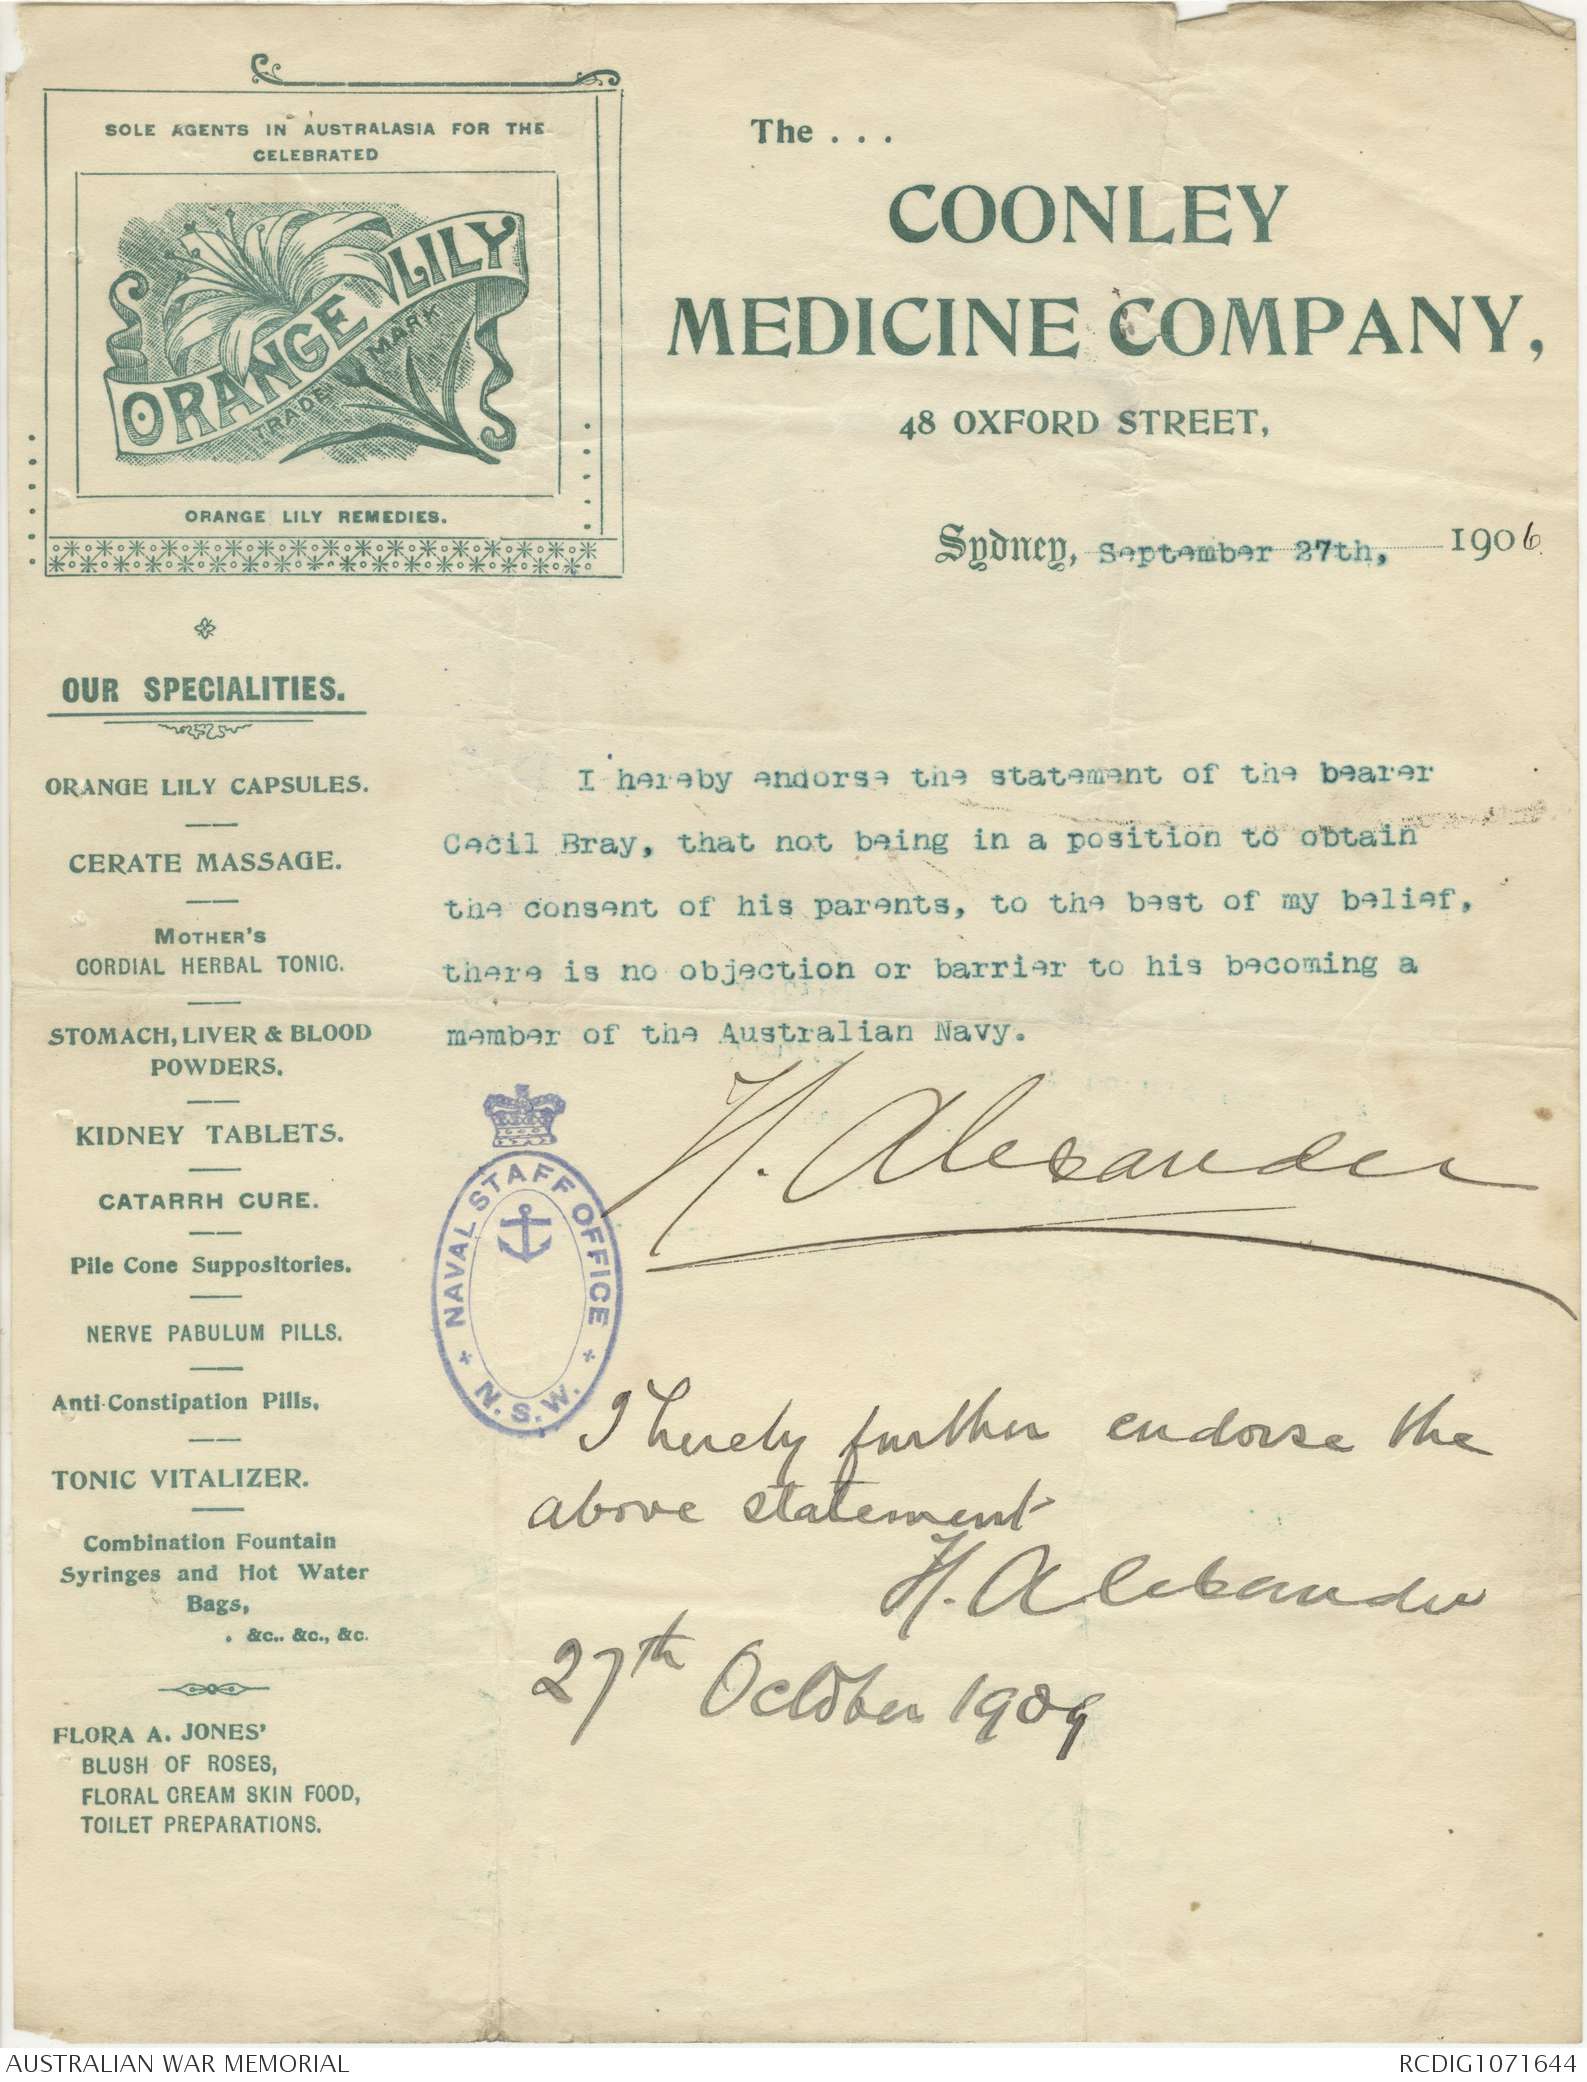 SOLE AGENTS IN AUSTRALASIA FOR THE
CELEBRATED
ORANGE LILY
TRADE MARK
ORANGE LILY REMEDIES.
The . . .
COONLEY
MEDICINE COMPANY,
48 OXFORD STREET,
Sydney, September 27th, 1906
OUR SPECIALITIES.
ORANGE LILY CAPSULES.
CERATE MASSAGE.
MOTHER'S
CORDIAL HERBAL TONIC.
STOMACH, LIVER & BLOOD
POWDERS.
KIDNEY TABLETS.
CATARRH CURE.
Pile Cone Suppositories.
NERVE PABULUM PILLS.
Anti-Constipation Pills.
TONIC VITALIZER.
Combination Fountain
Syringes and Hot Water
Bags,
. &c.. &c., &c.
FLORA A. JONES'
BLUSH OF ROSES,
FLORAL CREAM SKIN FOOD,
TOILET PREPARATIONS.
I hereby endorse the statement of the bearer
Cecil Bray, that not being in a position to obtain
the consent of his parents, to the best of my belief,
there is no objection or barrier to his becoming a
member of the Australian Navy.
H. Alexander
NAVAL STAFF OFFICE
N.S.W.
I hereby further endorse the
above statement
H. Alexander
27th October 1909
AUSTRALIAN WAR MEMORIAL
RCDIG1071644